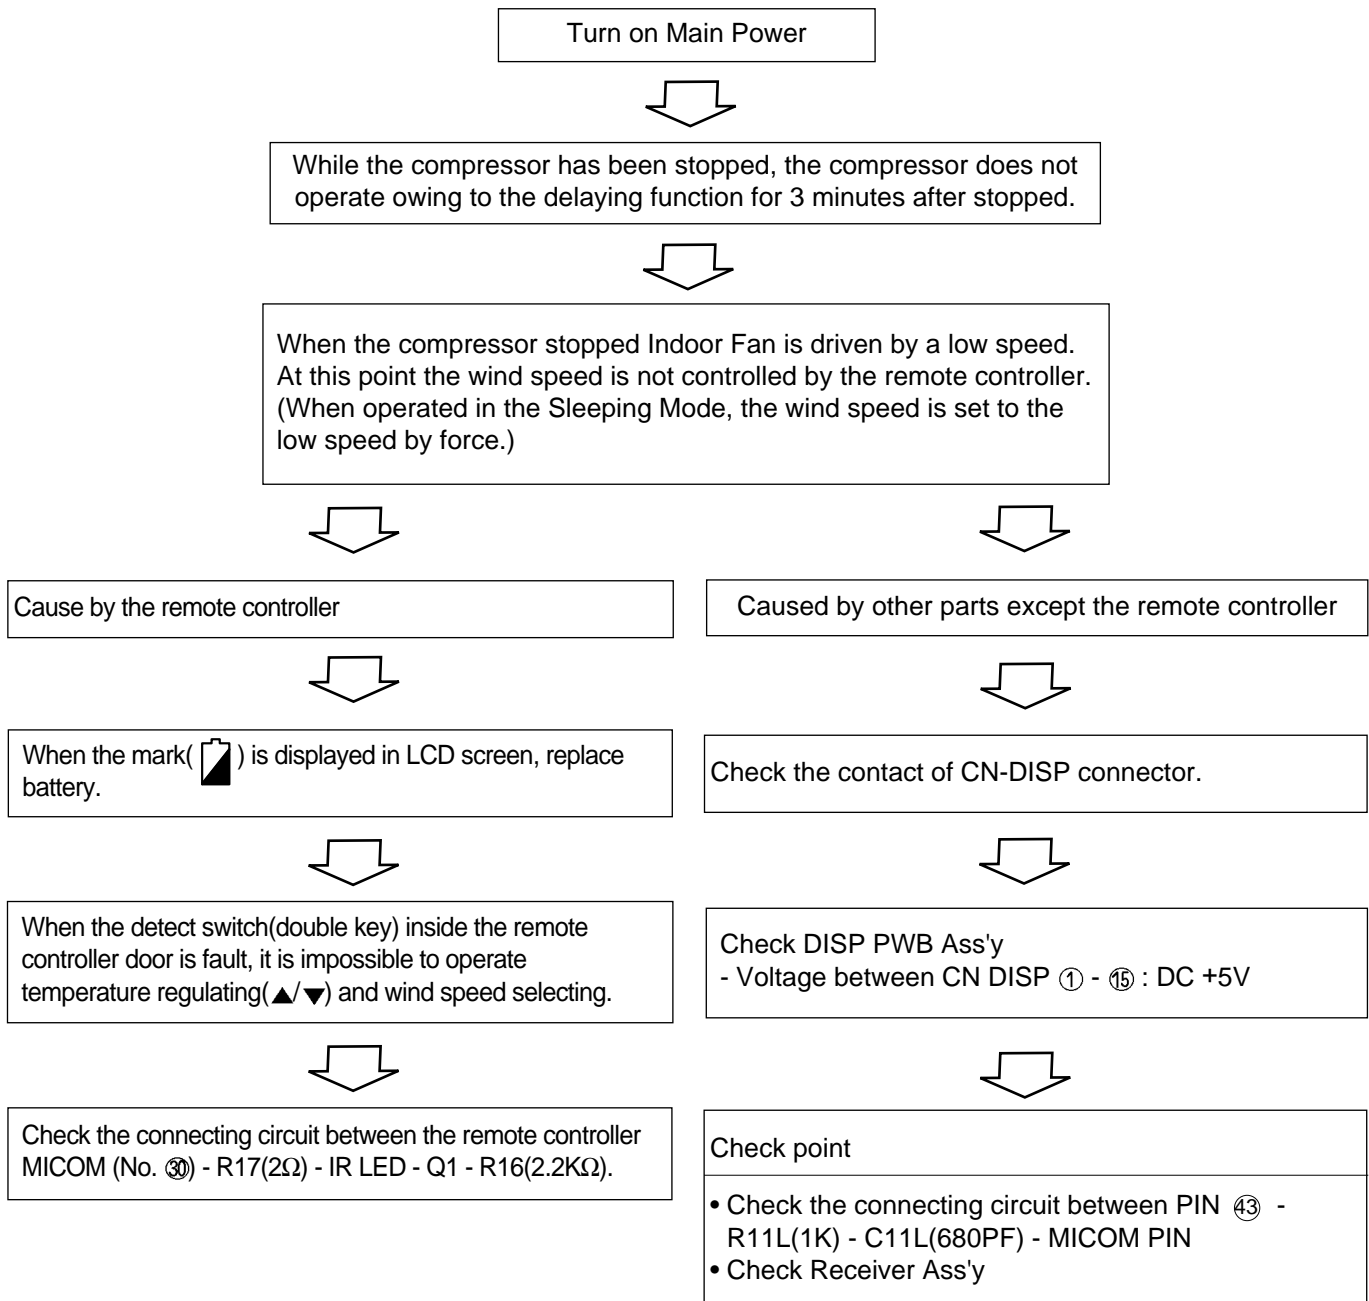 Turn on Main Power
While the compressor has been stopped, the compressor does not
operate owing to the delaying function for 3 minutes after stopped.
When the compressor stopped Indoor Fan is driven by a low speed.
At this point the wind speed is not controlled by the remote controller.
(When operated in the Sleeping Mode, the wind speed is set to the
low speed by force.)
Cause by the remote controller
When the mark( ) is displayed in LCD screen, replace
battery.
When the detect switch(double key) inside the remote
controller door is fault, it is impossible to operate
temperature regulating(▲/▼) and wind speed selecting.
Check the connecting circuit between the remote controller
MICOM (No. ㉚) - R17(2Ω) - IR LED - Q1 - R16(2.2KΩ).
Caused by other parts except the remote controller
Check the contact of CN-DISP connector.
Check DISP PWB Ass'y
- Voltage between CN DISP ① - ⑮ : DC +5V
Check point
• Check the connecting circuit between PIN ㊸ -
R11L(1K) - C11L(680PF) - MICOM PIN
• Check Receiver Ass'y